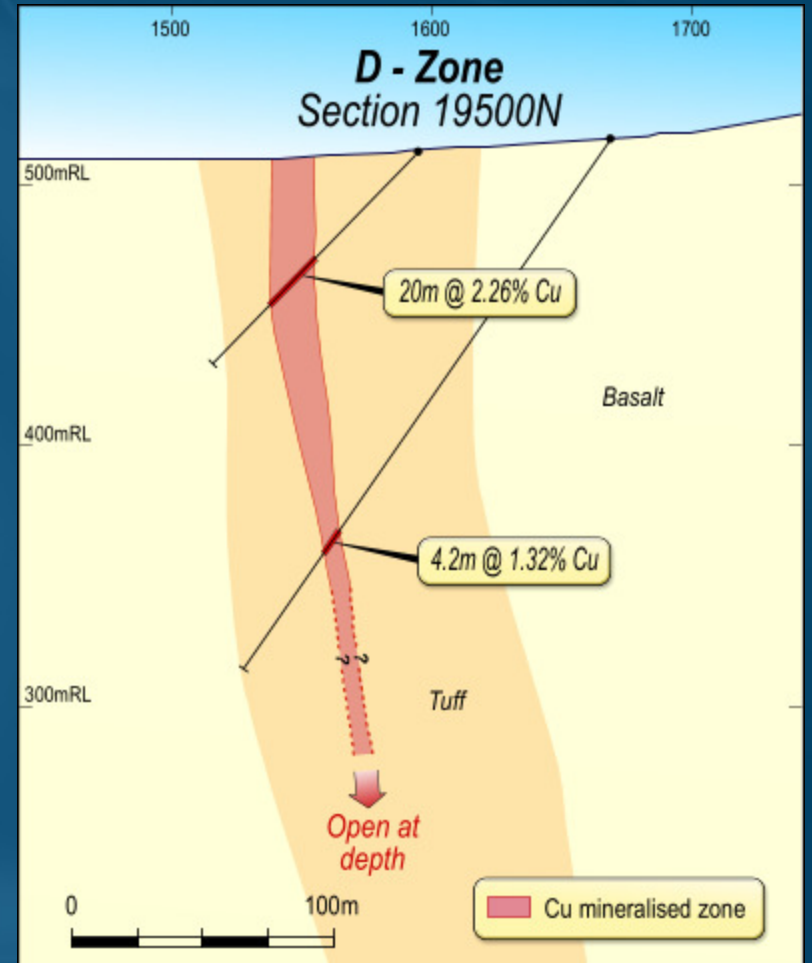 1500 1600 1700
D - Zone
Section 19500N
500mRL
20m @ 2.26% Cu
Basalt
400mRL
4.2m @ 1.32% Cu
? ?
300mRL
Tuff
Open at
depth
0 100m
Cu mineralised zone